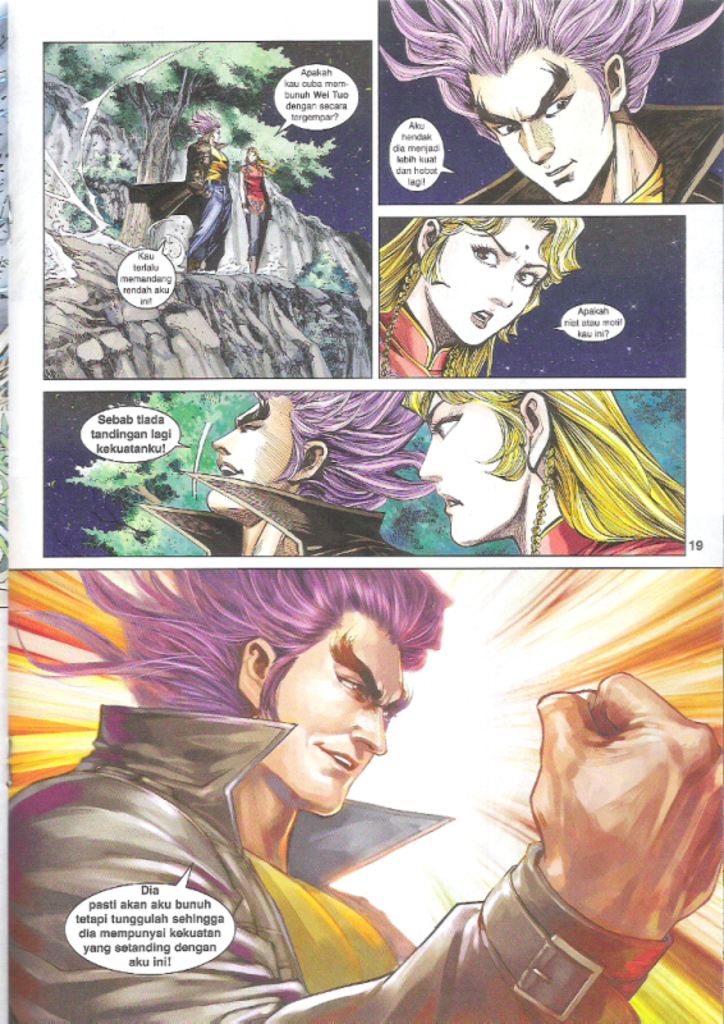 Apakah
kau cuba mem-
bunuh Wei Tuo
dengan secara
tergempar?
Kau
terlalu
memandang
rendah aku
ini!
Aku
hendak
dia menjadi
lebih kuat
dan hebat
lagi!
Apakah
niat atau motif
kau ini?
Sebab tiada
tandingan lagi
kekuatanku!
19
Dia
pasti akan aku bunuh
tetapi tunggulah sehingga
dia mempunyai kekuatan
yang setanding dengan
aku ini!